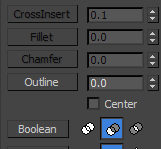 CrossInsert 0.1
Fillet 0.0
Chamfer 0.0
Outline 0.0
Center
Boolean